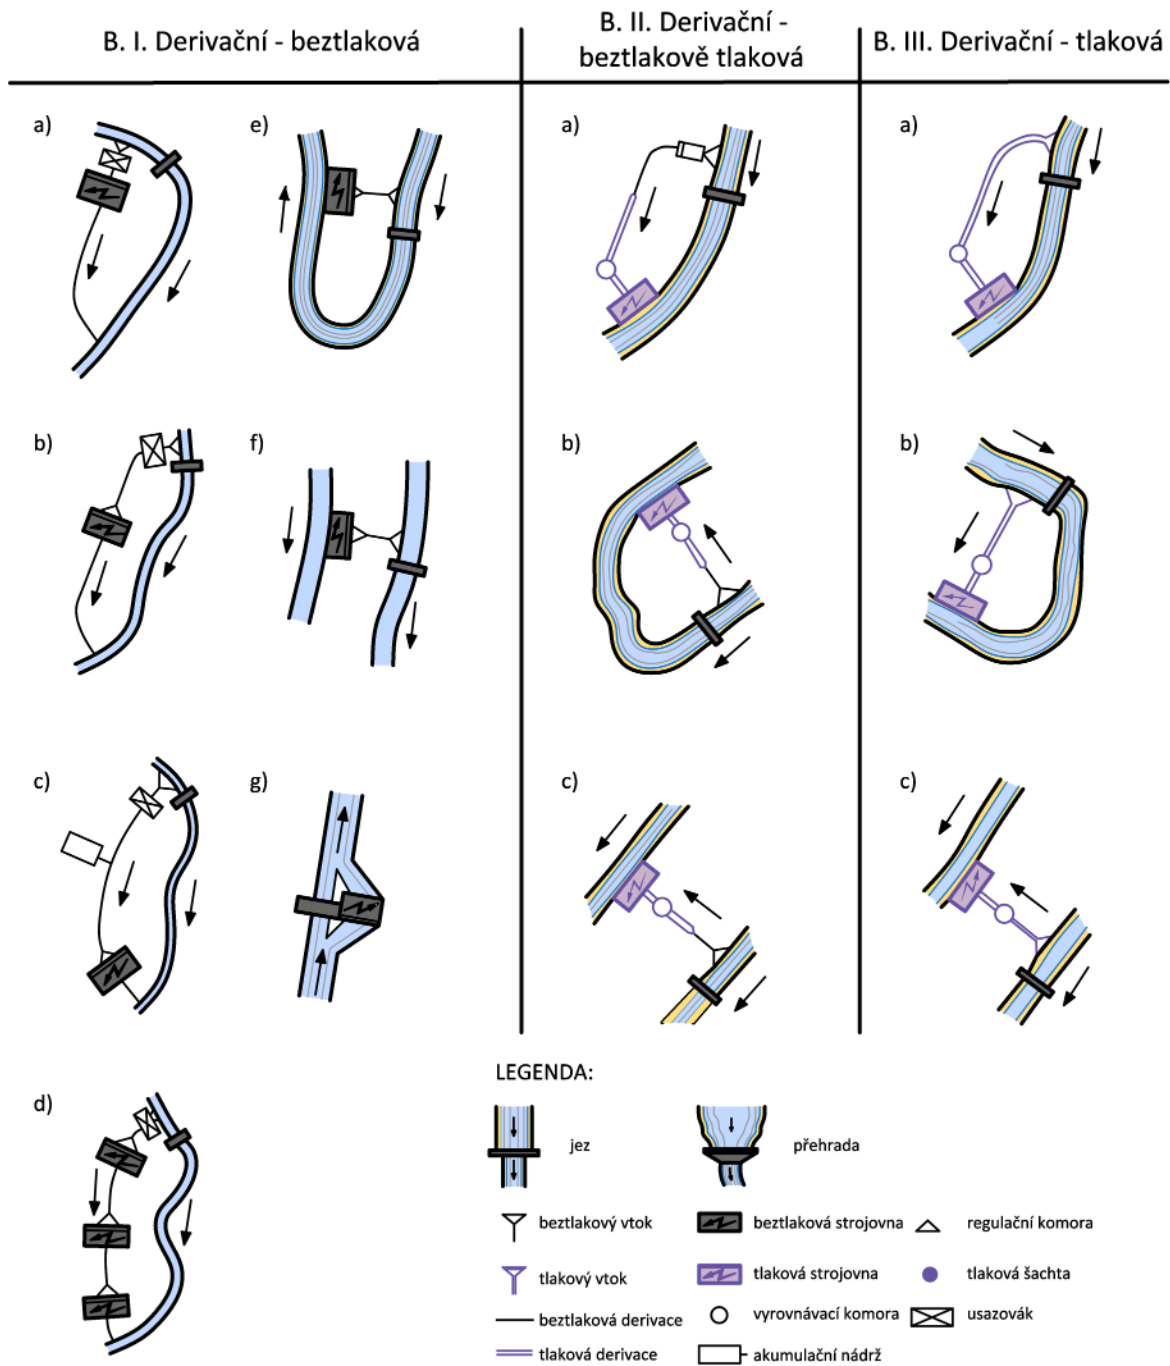 B. I. Derivační - beztlaková
B. II. Derivační -
beztlakově tlaková
B. III. Derivační - tlaková
a)
e)
a)
a)
b)
f)
b)
b)
c)
g)
c)
c)
d)
LEGENDA:
jez
přehrada
beztlakový vtok
beztlaková strojovna
regulační komora
tlakový vtok
tlaková strojovna
tlaková šachta
beztlaková derivace
vyrovnávací komora
usazovák
tlaková derivace
akumulační nádrž